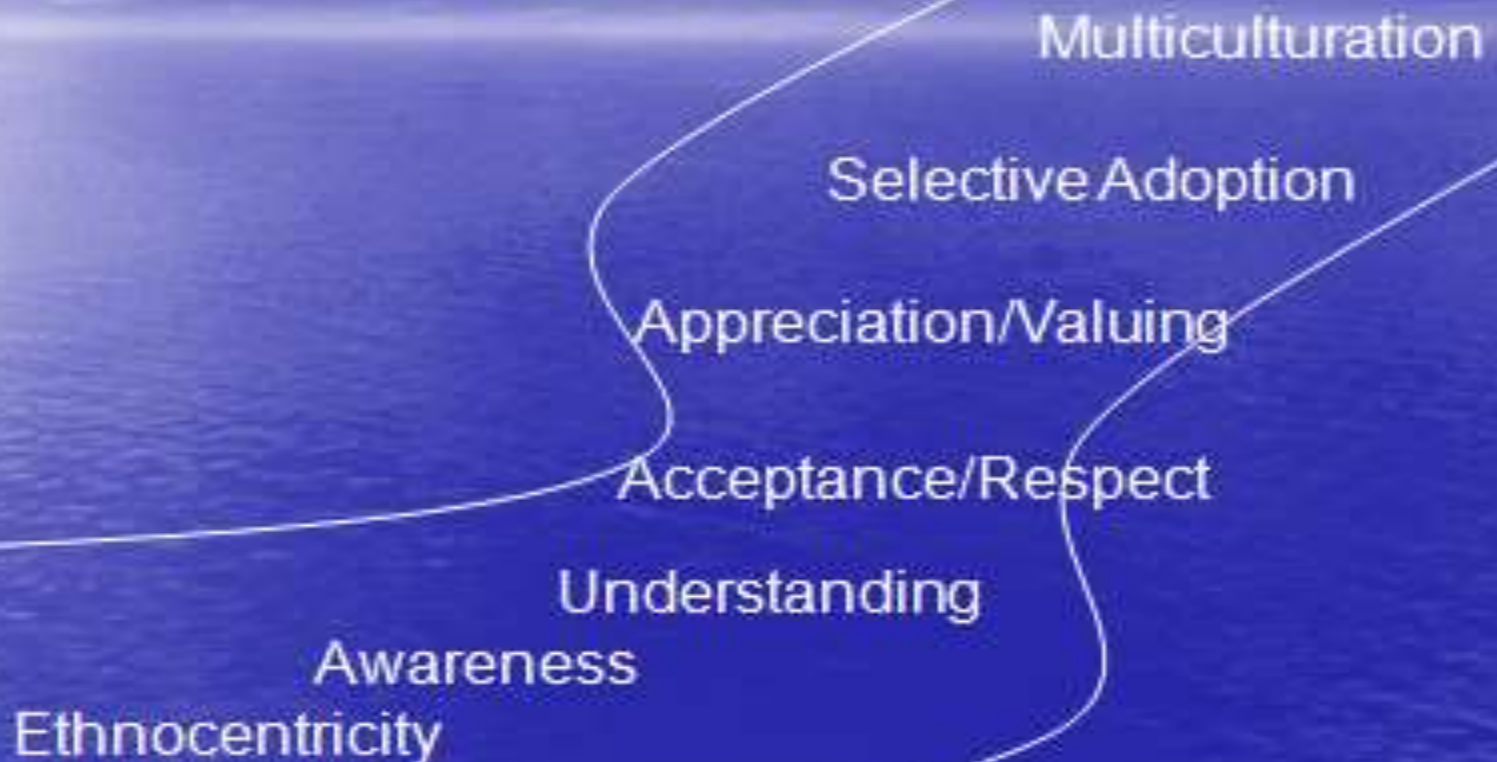 Multiculturation
Selective Adoption
Appreciation/Valuing
Acceptance/Respect
Understanding
Awareness
Ethnocentricity